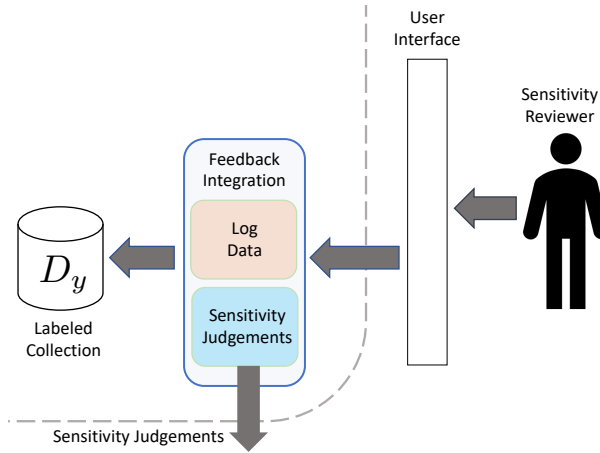 User
Interface
Sensitivity
Reviewer
Feedback
Integration
Log
Data
D_y
Sensitivity
Judgements
Labeled
Collection
Sensitivity Judgements